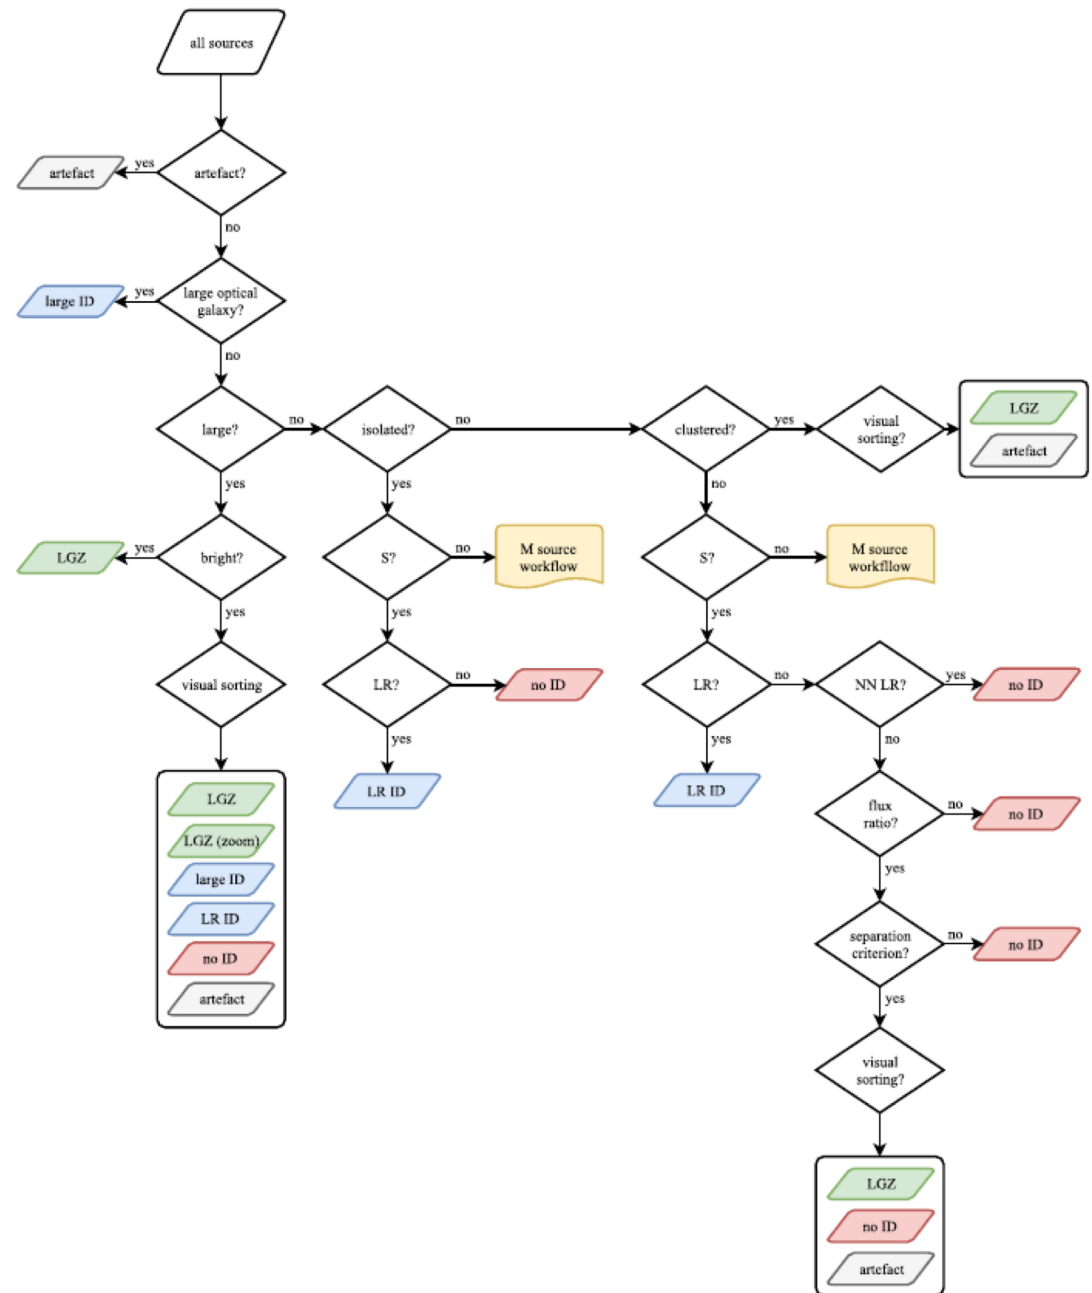 all sources
artefact
yes
artefact?
no
large ID
yes
large optical
galaxy?
no
large?
no
isolated?
no
clustered?
yes
visual
sorting?
LGZ
artefact
yes
yes
no
LGZ
yes
bright?
S?
no
M source
workflow
S?
no
M source
workfllow
yes
yes
yes
visual sorting
LR?
no
no ID
LR?
no
NN LR?
yes
no ID
yes
yes
no
LGZ
LGZ (zoom)
large ID
LR ID
no ID
artefact
LR ID
LR ID
flux
ratio?
no
no ID
yes
separation
criterion?
no
no ID
yes
visual
sorting?
LGZ
no ID
artefact